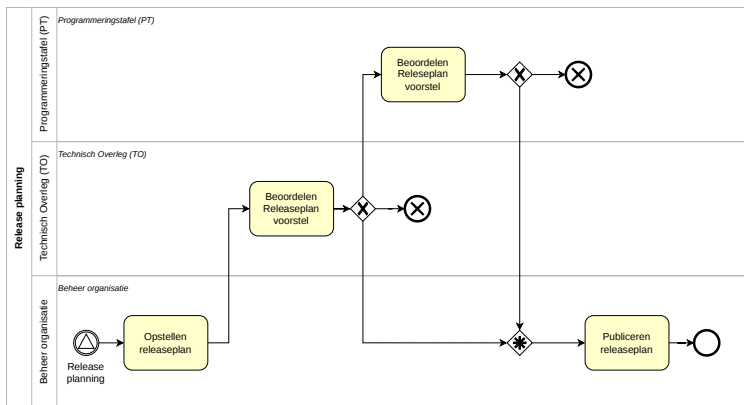 Release planning
Programmeringstafel (PT)
Programmeringstafel (PT)
Beoordelen
Releseplan
voorstel
Technisch Overleg (TO)
Technisch Overleg (TO)
Beoordelen
Releaseplan
voorstel
Beheer organisatie
Beheer organisatie
Release
planning
Opstellen
releaseplan
Publiceren
releaseplan